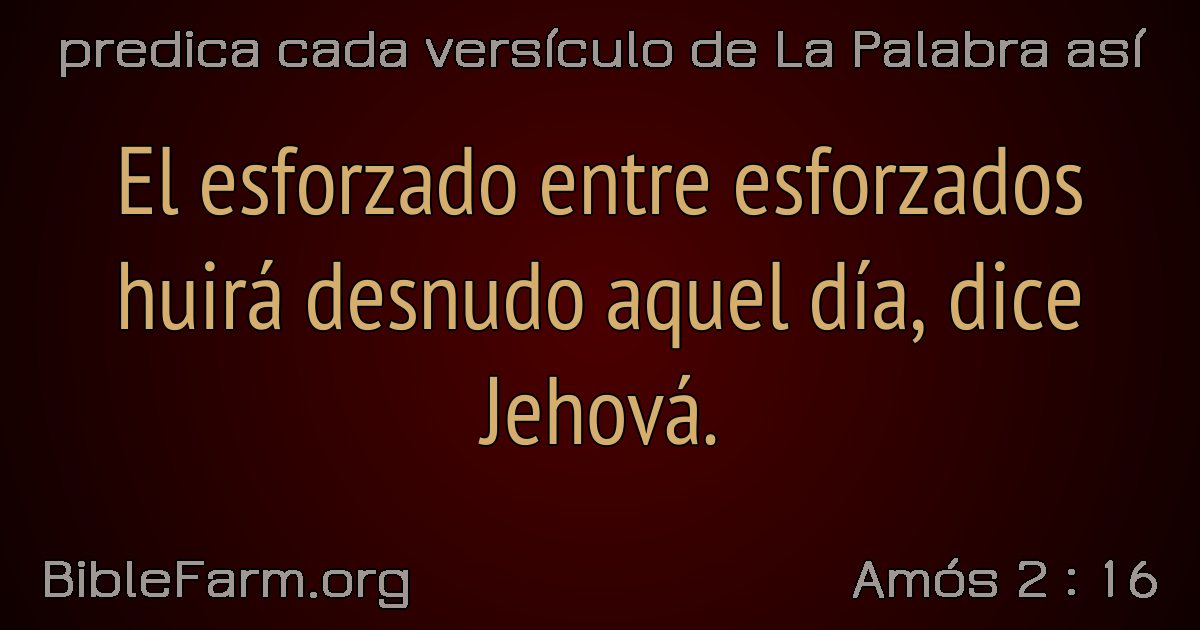 predica cada versículo de La Palabra así
El esforzado entre esforzados
huirá desnudo aquel día, dice
Jehová.
BibleFarm.org
Amós 2 : 16